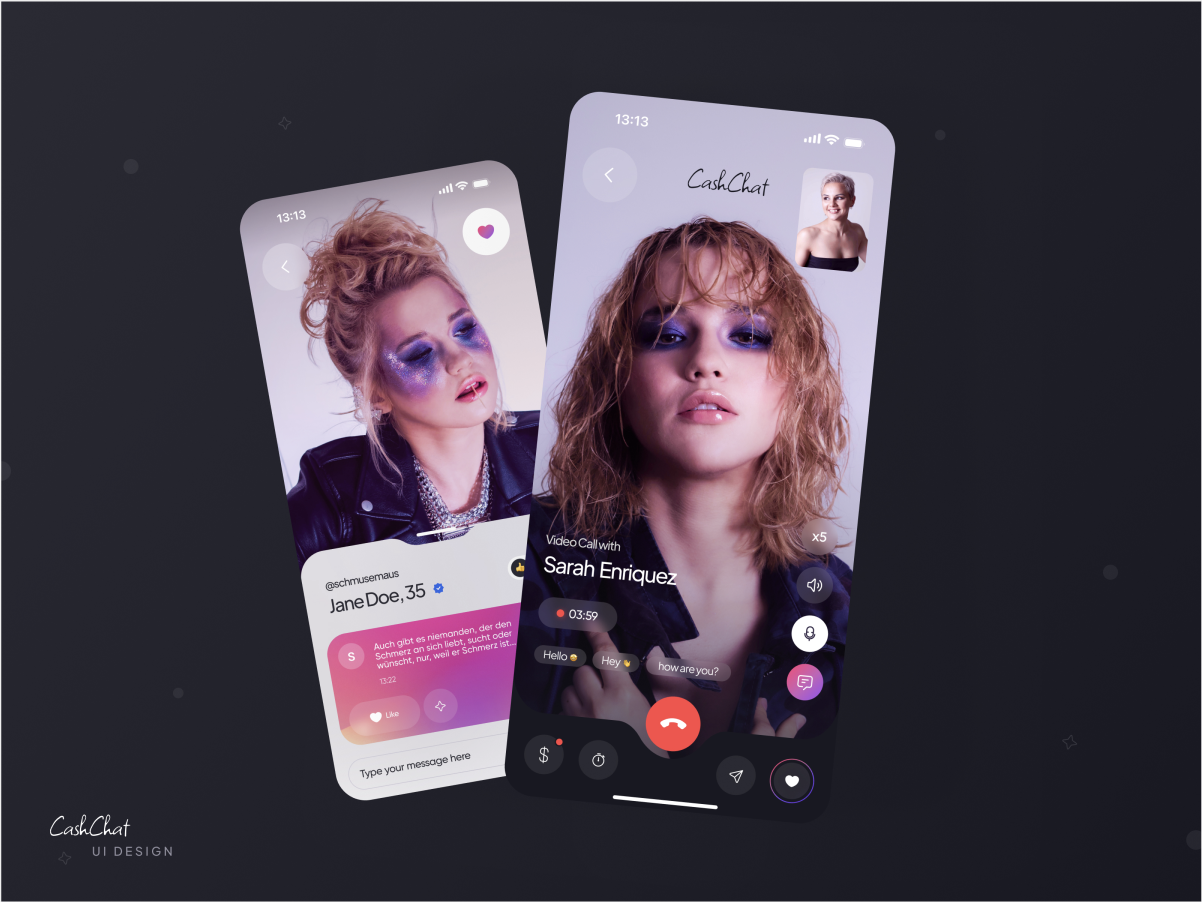 13:13
@schmusemaus
Jane Doe, 35
S
Auch gibt es niemanden, der den
Schmerz an sich liebt, sucht oder
wünscht, nur, weil er Schmerz ist...
13:22
Like
Type your message here
13:13
CashChat
x5
Video Call with
Sarah Enriquez
03:59
Hello 
Hey 
how are you?
$
CashChat
UI DESIGN